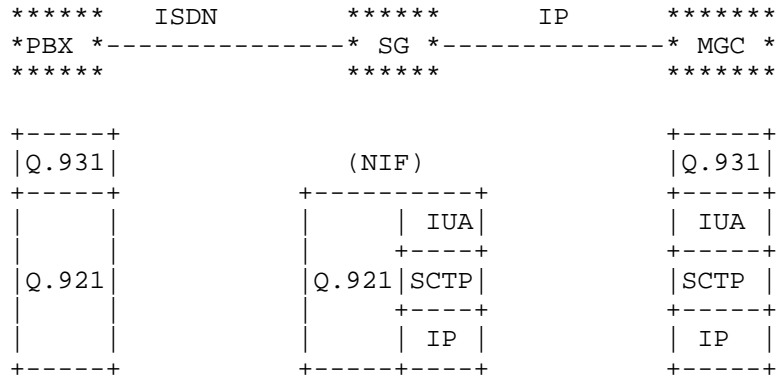 ******   ISDN        ******      IP       *******
*PBX *---------------* SG *--------------* MGC *
******               ******              *******

+-----+                                  +-----+
|Q.931|              (NIF)               |Q.931|
+-----+           +----------+           +-----+
|     |           |     | IUA|           | IUA |
|     |           |     +----+           +-----+
|Q.921|           |Q.921|SCTP|           |SCTP |
|     |           |     +----+           +-----+
|     |           |     | IP |           | IP  |
+-----+           +-----+----+           +-----+